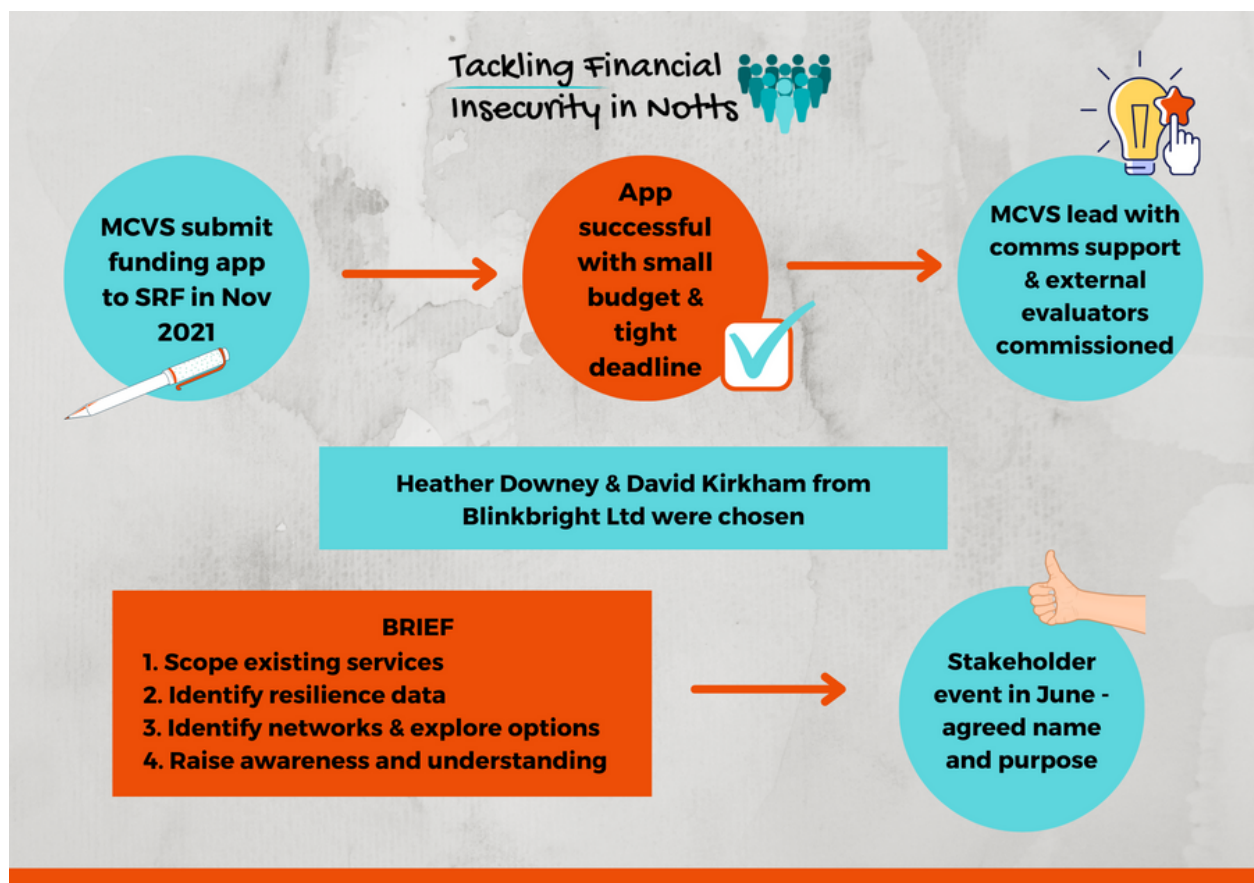 Tackling Financial
Insecurity in Notts
MCVS submit
funding app
to SRF in Nov
2021
App
successful
with small
budget &
tight
deadline
MCVS lead with
comms support
& external
evaluators
commissioned
Heather Downey & David Kirkham from
Blinkbright Ltd were chosen
BRIEF
1. Scope existing services
2. Identify resilience data
3. Identify networks & explore options
4. Raise awareness and understanding
Stakeholder
event in June -
agreed name
and purpose